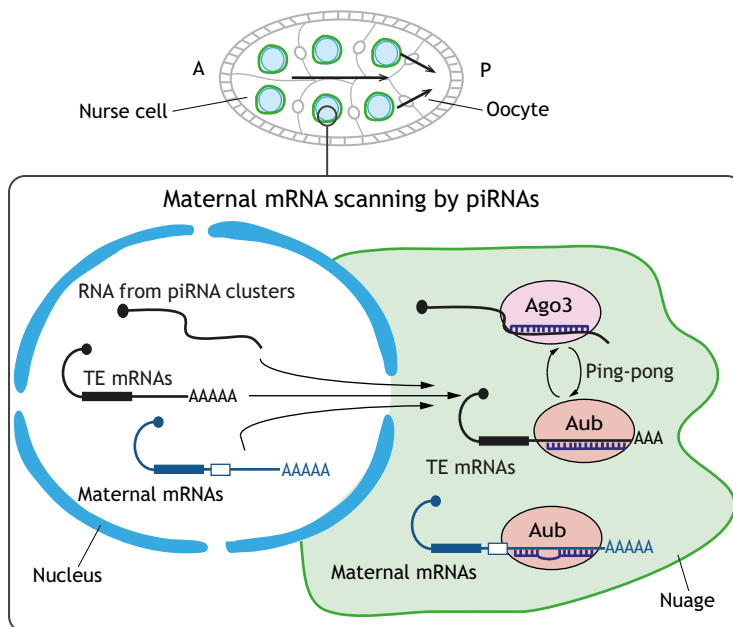 A
P
Nurse cell
Oocyte
Maternal mRNA scanning by piRNAs
RNA from piRNA clusters
Ago3
TE mRNAs
AAAAA
Ping-pong
Aub
AAA
TE mRNAs
AAAAA
Maternal mRNAs
Aub
AAAAA
Maternal mRNAs
Nucleus
Nuage